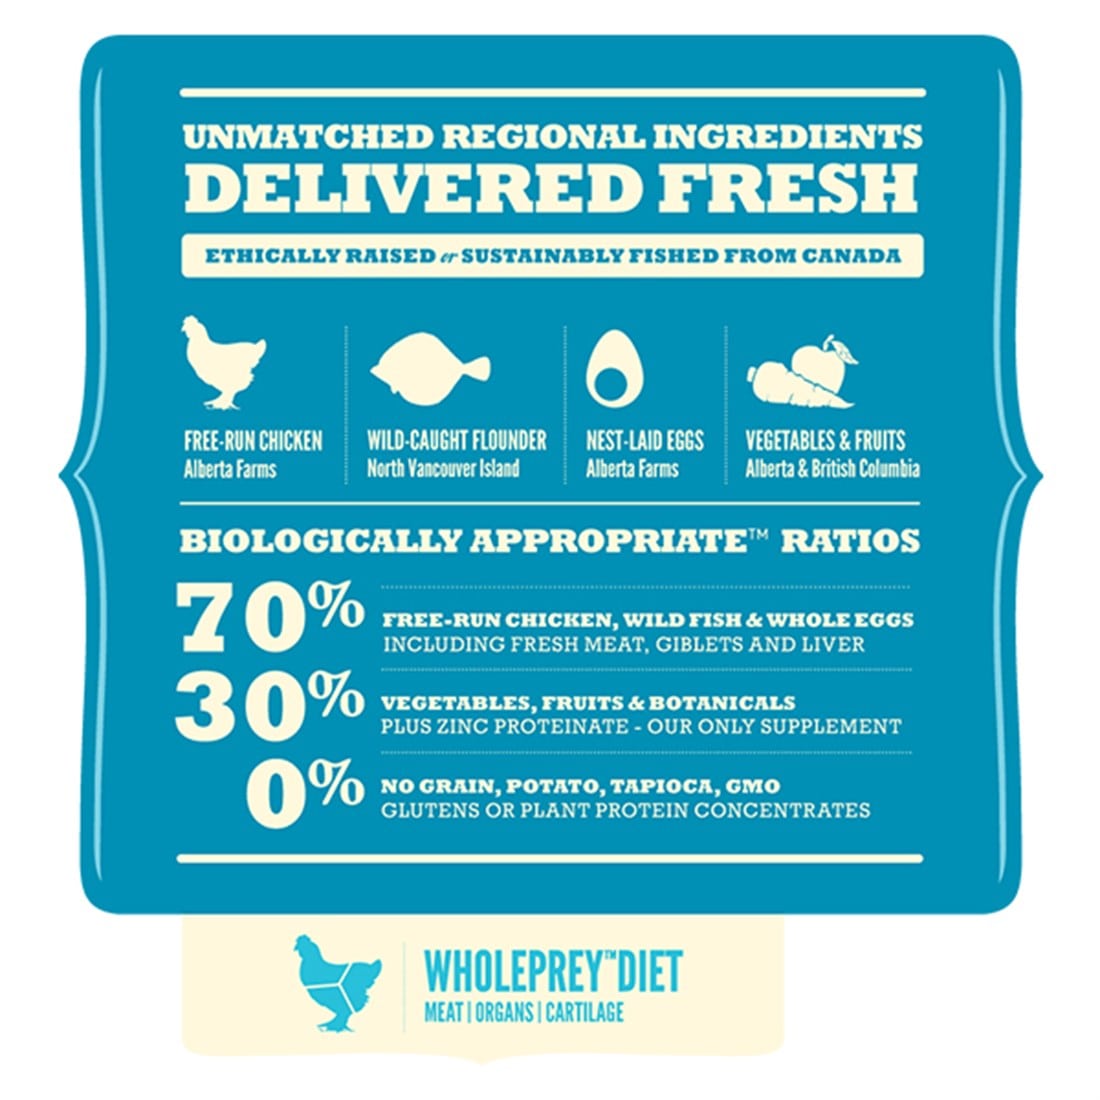 UNMATCHED REGIONAL INGREDIENTS
DELIVERED FRESH
ETHICALLY RAISED or SUSTAINABLY FISHED FROM CANADA
FREE-RUN CHICKEN
Alberta Farms
WILD-CAUGHT FLOUNDER
North Vancouver Island
NEST-LAID EGGS
Alberta Farms
VEGETABLES & FRUITS
Alberta & British Columbia
BIOLOGICALLY APPROPRIATE™ RATIOS
70%
FREE-RUN CHICKEN, WILD FISH & WHOLE EGGS
INCLUDING FRESH MEAT, GIBLETS AND LIVER
30%
VEGETABLES, FRUITS & BOTANICALS
PLUS ZINC PROTEINATE - OUR ONLY SUPPLEMENT
0%
NO GRAIN, POTATO, TAPIOCA, GMO
GLUTENS OR PLANT PROTEIN CONCENTRATES
WHOLEPREY™ DIET
MEAT | ORGANS | CARTILAGE